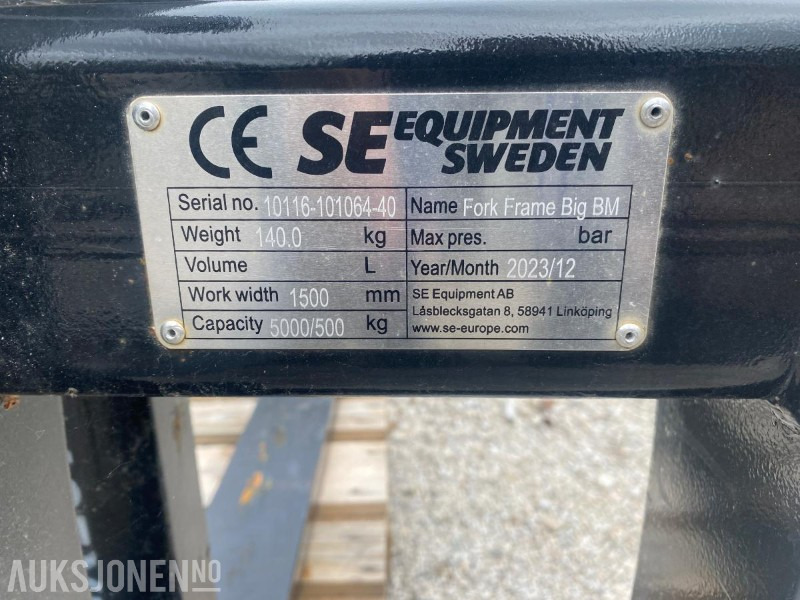 CE SE EQUIPMENT SWEDEN
Serial no. 10116-101064-40 Name Fork Frame Big BM
Weight 140.0 kg Max pres. bar
Volume L Year/Month 2023/12
Work width 1500 mm SE Equipment AB
Låsblecksgatan 8, 58941 Linköping
Capacity 5000/500 kg www.se-europe.com
AUKSJONEN.NO